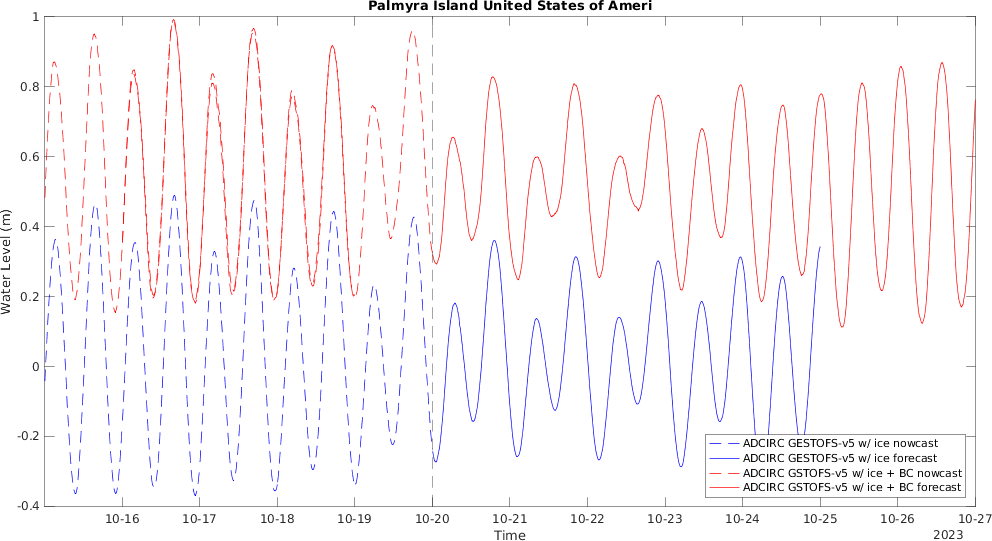 Palmyra Island United States of Ameri
1
0.8
0.6
0.4
0.2
0
-0.2
-0.4
Water Level (m)
ADCIRC GESTOFS-v5 w/ ice nowcast
ADCIRC GESTOFS-v5 w/ ice forecast
ADCIRC GSTOFS-v5 w/ ice + BC nowcast
ADCIRC GSTOFS-v5 w/ ice + BC forecast
10-16 10-17 10-18 10-19 10-20 10-21 10-22 10-23 10-24 10-25 10-26 10-27
Time
2023